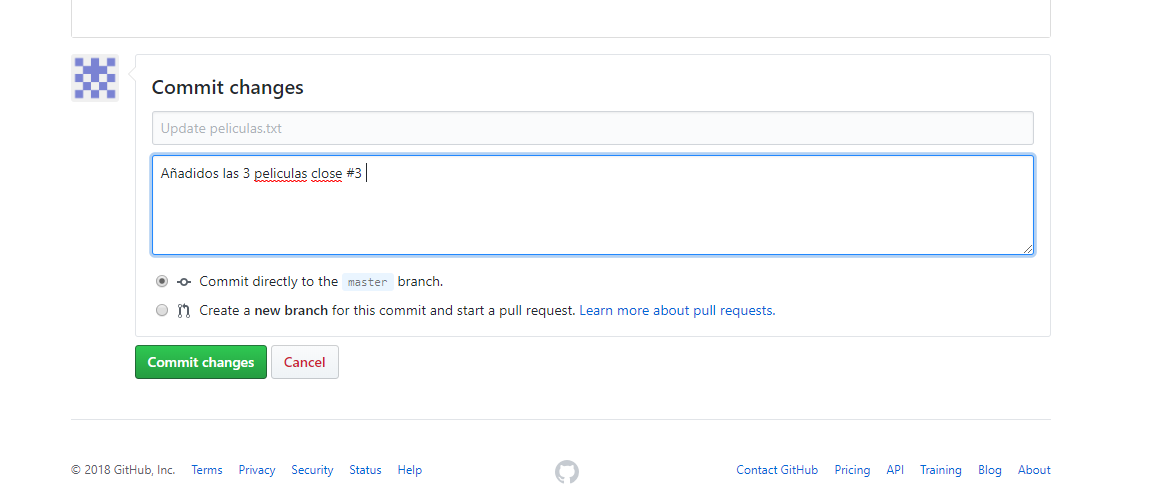 Commit changes
Update peliculas.txt
Añadidos las 3 peliculas close #3
Commit directly to the master branch.
Create a new branch for this commit and start a pull request. Learn more about pull requests.
Commit changes Cancel
© 2018 GitHub, Inc. Terms Privacy Security Status Help Contact GitHub Pricing API Training Blog About